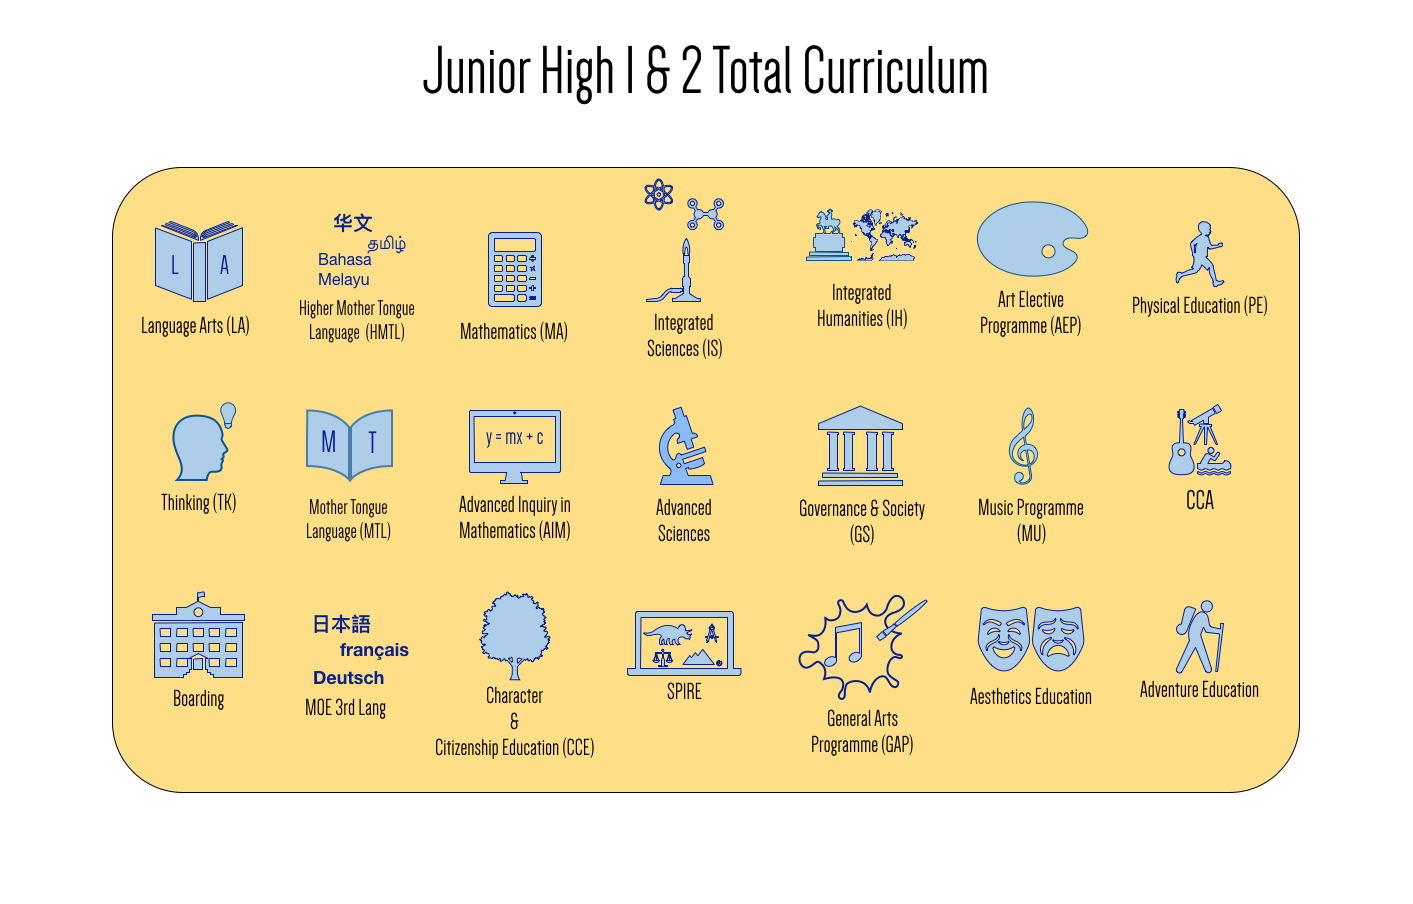 Junior High 1 & 2 Total Curriculum
L A
Language Arts (LA)
华文
தமிழ்
Bahasa
Melayu
Higher Mother Tongue
Language (HMTL)
Mathematics (MA)
Integrated
Sciences (IS)
Integrated
Humanities (IH)
Art Elective
Programme (AEP)
Physical Education (PE)
Thinking (TK)
M T
Mother Tongue
Language (MTL)
y = mx + c
Advanced Inquiry in
Mathematics (AIM)
Advanced
Sciences
Governance & Society
(GS)
Music Programme
(MU)
CCA
Boarding
日本語
français
Deutsch
MOE 3rd Lang
Character
&
Citizenship Education (CCE)
SPIRE
General Arts
Programme (GAP)
Aesthetics Education
Adventure Education